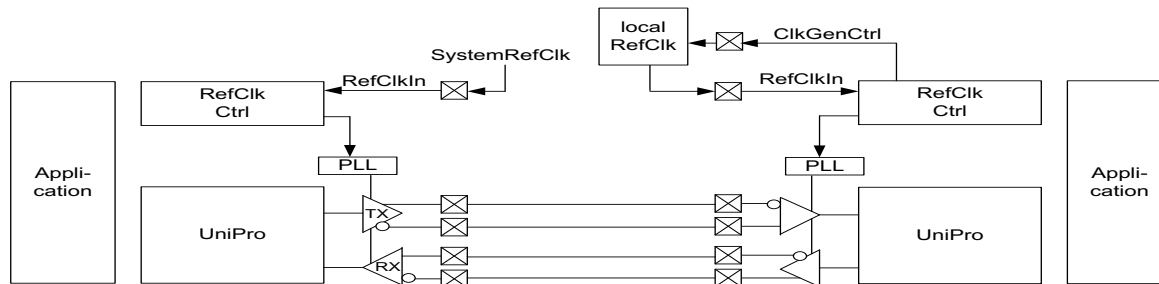 local
RefClk
ClkGenCtrl
SystemRefClk
RefClkIn
RefClkIn
RefClk
Ctrl
RefClk
Ctrl
Appli-
cation
PLL
PLL
Appli-
cation
TX
UniPro
UniPro
RX